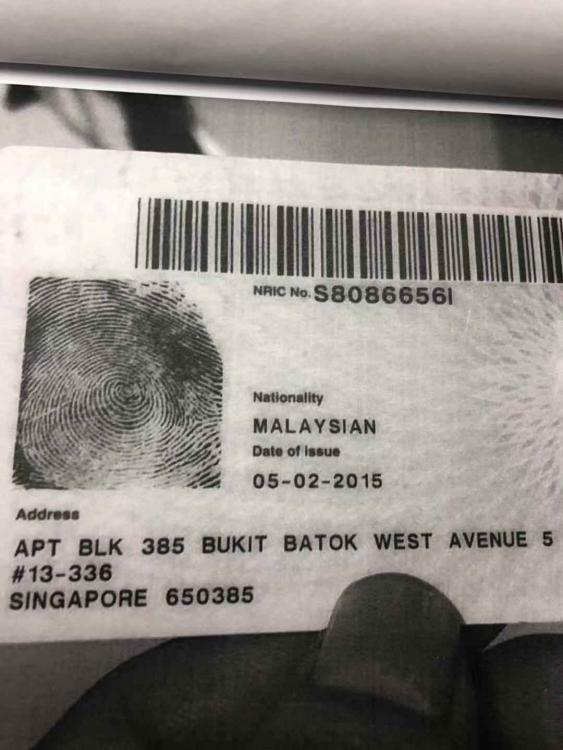 NRIC No. S8086656I
Nationality
MALAYSIAN
Date of Issue
05-02-2015
Address
APT BLK 385 BUKIT BATOK WEST AVENUE 5
#13-336
SINGAPORE 650385